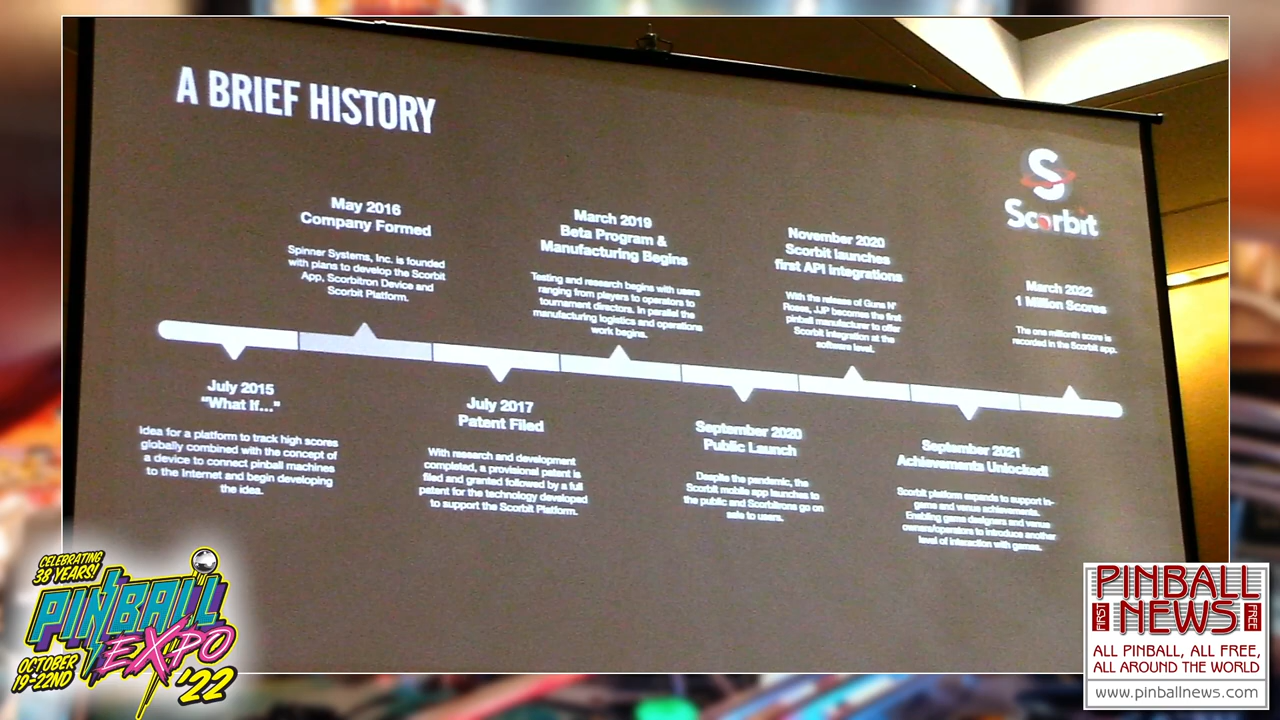 A BRIEF HISTORY
S
Scorbit
May 2016
Company Formed
Spinner Systems, Inc. is founded
with plans to develop the Scorbit
App, Scorbitron Device and
Scorbit Platform.
March 2019
Beta Program &
Manufacturing Begins
Testing and research begins with users
ranging from players to operators to
tournament directors. In parallel the
manufacturing logistics and operations
work begins.
November 2020
Scorbit launches
first API integrations
With the release of Guns N'
Roses, JJP becomes the first
pinball manufacturer to offer
Scorbit integration at the
software level.
March 2022
1 Million Scores
The one millionth score is
recorded in the Scorbit app.
July 2015
"What If..."
Idea for a platform to track high scores
globally combined with the concept of
a device to connect pinball machines
to the Internet and begin developing
the idea.
July 2017
Patent Filed
With research and development
completed, a provisional patent is
filed and granted followed by a full
patent for the technology developed
to support the Scorbit Platform.
September 2020
Public Launch
Despite the pandemic, the
Scorbit mobile app launches to
the public and Scorbitrons go on
sale to users.
September 2021
Achievements Unlocked!
Scorbit platform expands to support in-
game and venue achievements.
Enabling game designers and venue
owners/operators to introduce another
level of interaction with games.
CELEBRATING
38 YEARS!
PINBALL
EXPO
OCTOBER
19-22ND
'22
PINBALL
FIRST NEWS FREE
ALL PINBALL, ALL FREE,
ALL AROUND THE WORLD
www.pinballnews.com